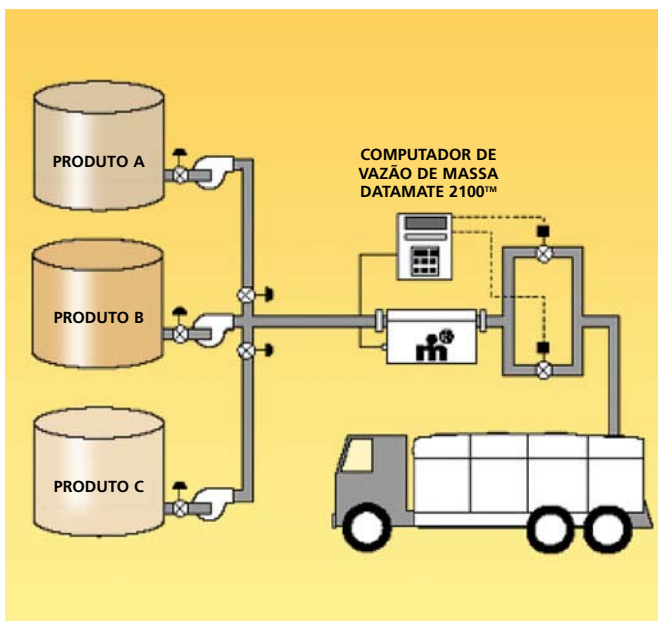 PRODUTO A
COMPUTADOR DE
VAZÃO DE MASSA
DATAMATE 2100™
PRODUTO B
PRODUTO C